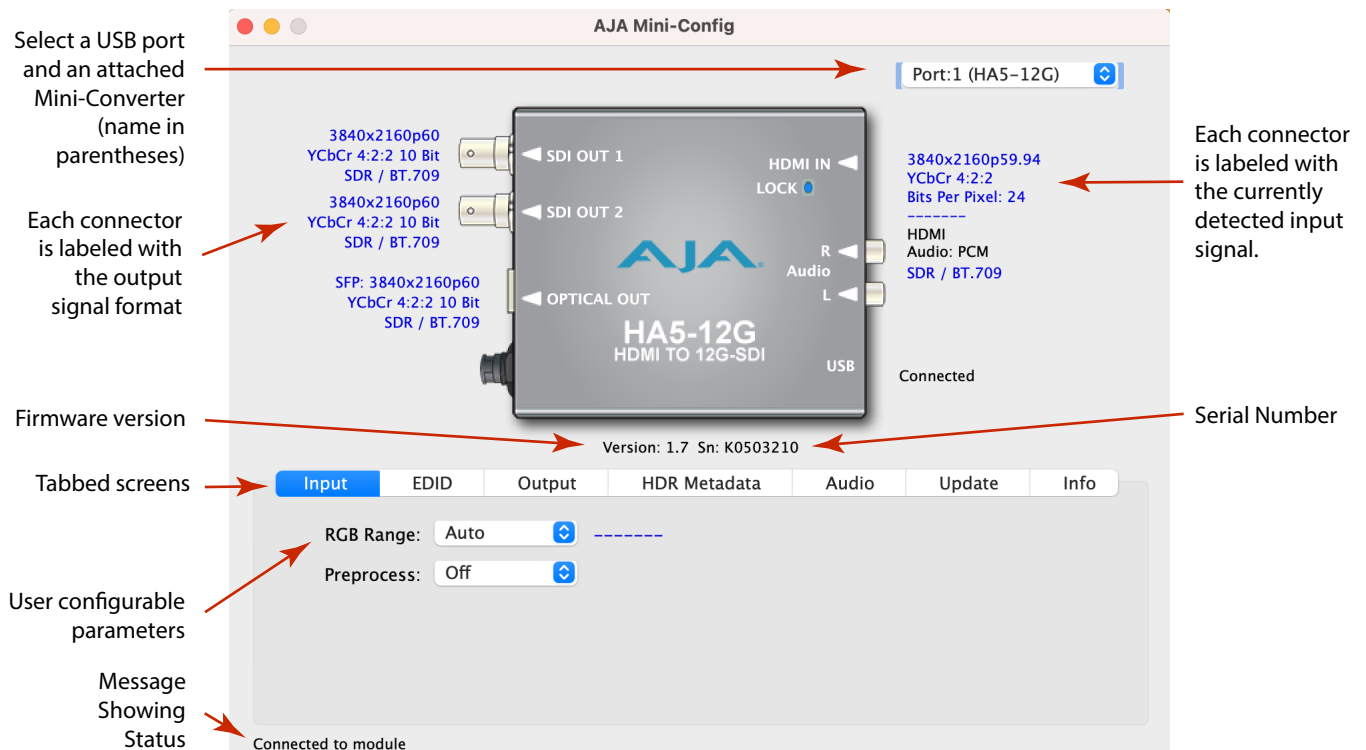 AJA Mini-Config
Select a USB port
and an attached
Mini-Converter
(name in
parentheses)
Port:1 (HA5-12G)
3840x2160p60
YCbCr 4:2:2 10 Bit
SDR / BT.709
SDI OUT 1
HDMI IN
LOCK
3840x2160p59.94
YCbCr 4:2:2
Bits Per Pixel: 24
-------
HDMI
Audio: PCM
SDR / BT.709
Each connector
is labeled with
the currently
detected input
signal.
Each connector
is labeled with
the output
signal format
3840x2160p60
YCbCr 4:2:2 10 Bit
SDR / BT.709
SDI OUT 2
AJA
R
Audio
L
SFP: 3840x2160p60
YCbCr 4:2:2 10 Bit
SDR / BT.709
OPTICAL OUT
HA5-12G
HDMI TO 12G-SDI
USB
Connected
Firmware version
Version: 1.7 Sn: K0503210
Serial Number
Tabbed screens
Input EDID Output HDR Metadata Audio Update Info
RGB Range: Auto -------
Preprocess: Off
User configurable
parameters
Message
Showing
Status
Connected to module